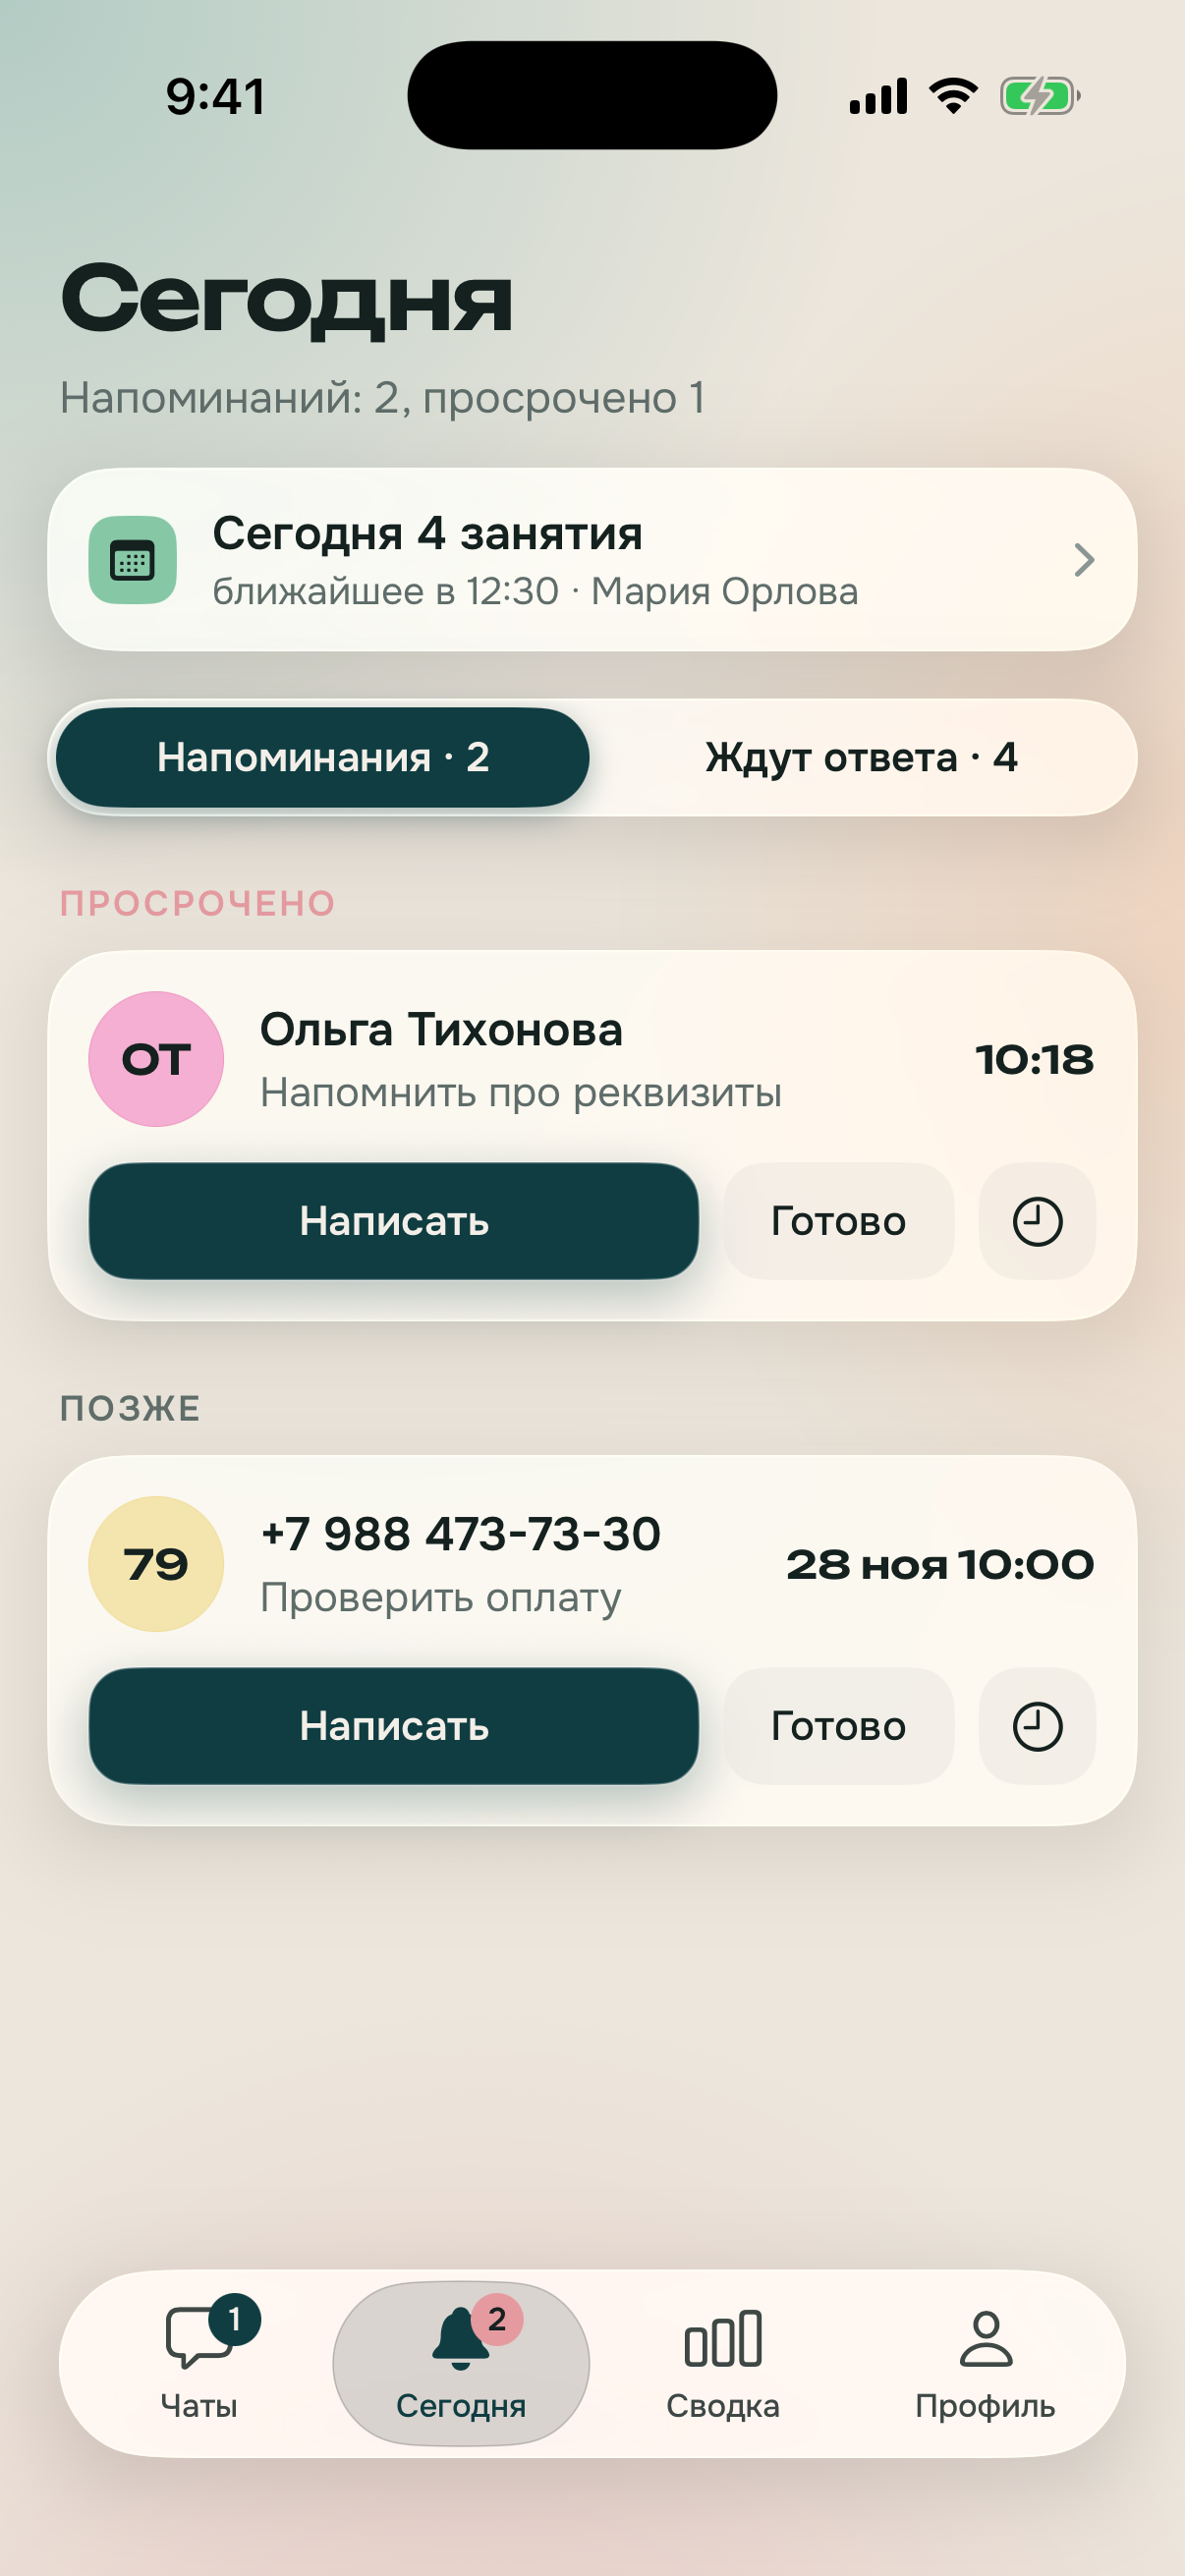 9:41
Сегодня
Напоминаний: 2, просрочено 1
Сегодня 4 занятия
ближайшее в 12:30 · Мария Орлова
Напоминания · 2
Ждут ответа · 4
ПРОСРОЧЕНО
ОТ
Ольга Тихонова
Напомнить про реквизиты
10:18
Написать
Готово
ПОЗЖЕ
79
+7 988 473-73-30
Проверить оплату
28 ноя 10:00
Написать
Готово
1
2
Чаты
Сегодня
Сводка
Профиль